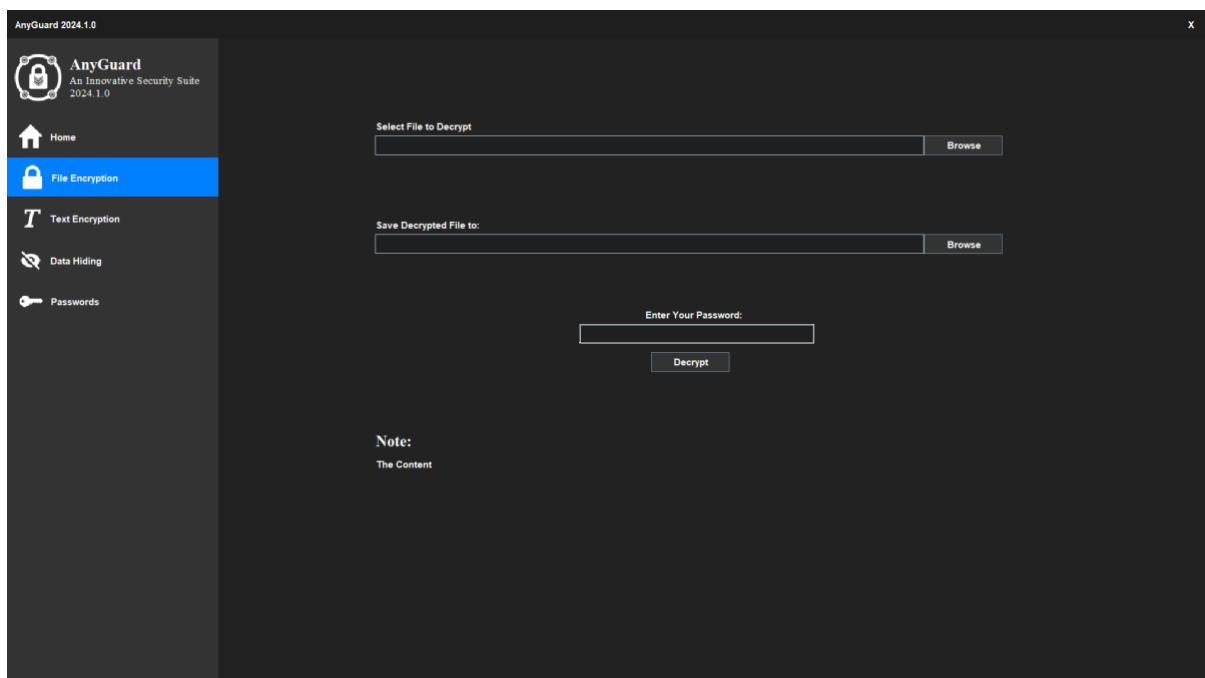 AnyGuard 2024.1.0
X
AnyGuard
An Innovative Security Suite
2024.1.0
Home
File Encryption
Text Encryption
Data Hiding
Passwords
Select File to Decrypt
Browse
Save Decrypted File to:
Browse
Enter Your Password:
Decrypt
Note:
The Content